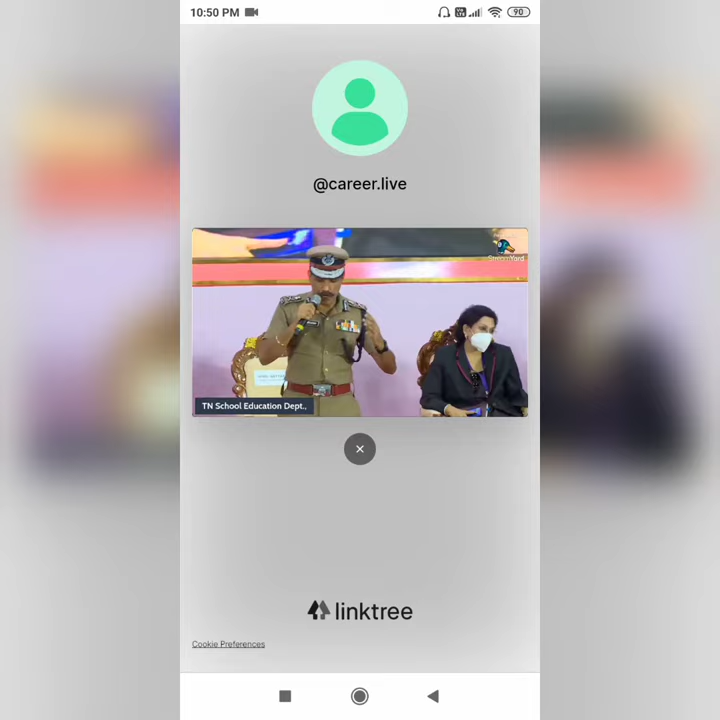 10:50 PM
90
@career.live
StreamYard
TN School Education Dept.,
linktree
Cookie Preferences